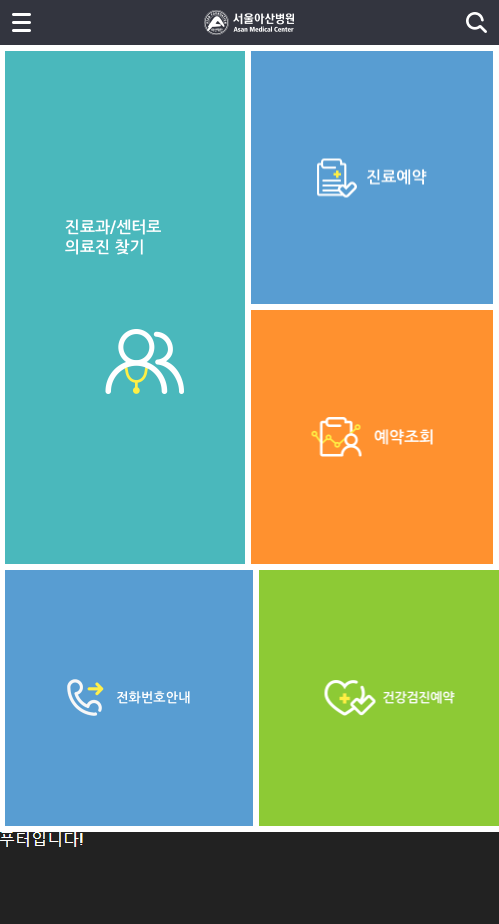 서울아산병원
Asan Medical Center
진료과/센터로
의료진 찾기
진료예약
예약조회
전화번호안내
건강검진예약
푸터입니다!